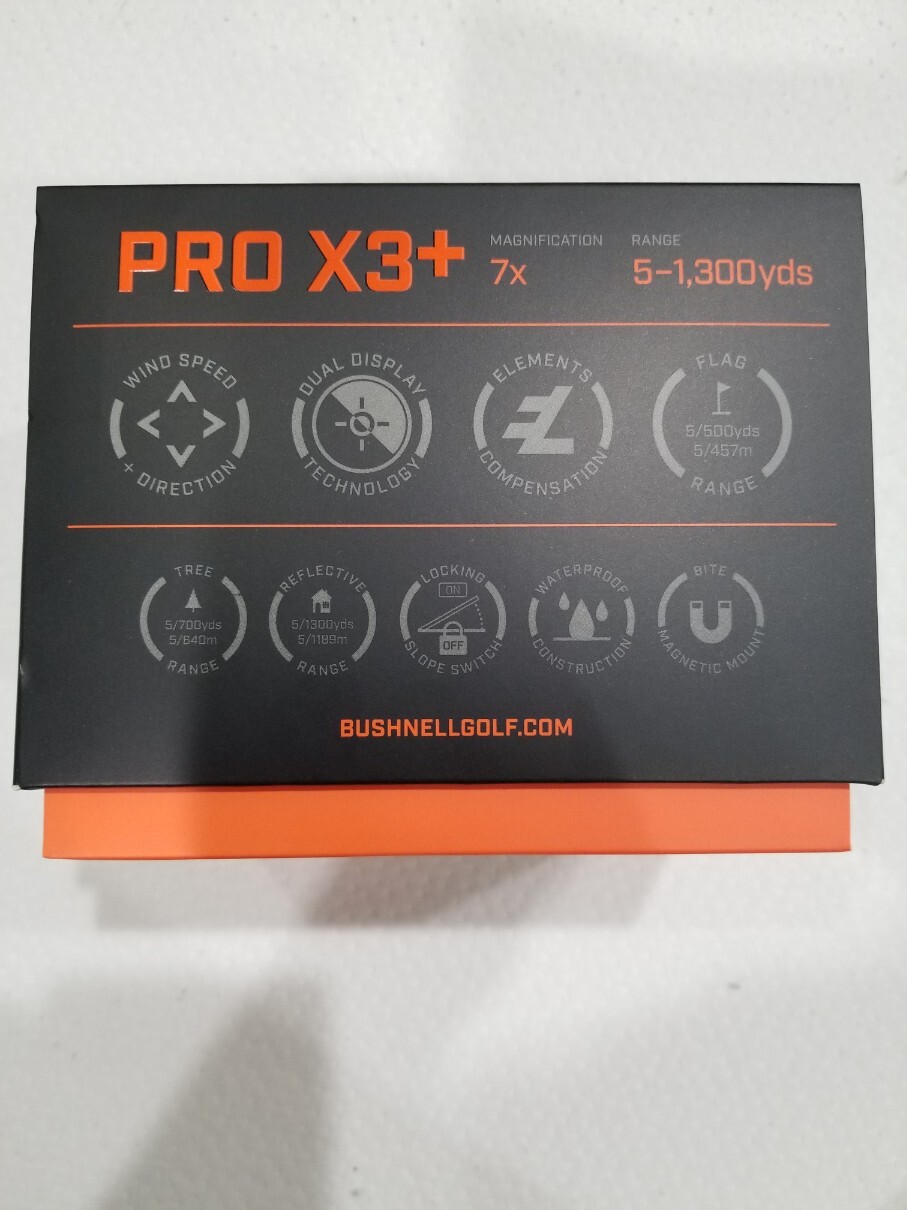 PRO X3+
MAGNIFICATION
7x
RANGE
5-1,300yds
WIND SPEED
+ DIRECTION
DUAL DISPLAY
TECHNOLOGY
ELEMENTS
COMPENSATION
FLAG
5/500yds
5/457m
RANGE
TREE
5/700yds
5/640m
RANGE
REFLECTIVE
5/1300yds
5/1189m
RANGE
LOCKING
ON
OFF
SLOPE SWITCH
WATERPROOF
CONSTRUCTION
BITE
MAGNETIC MOUNT
BUSHNELLGOLF.COM